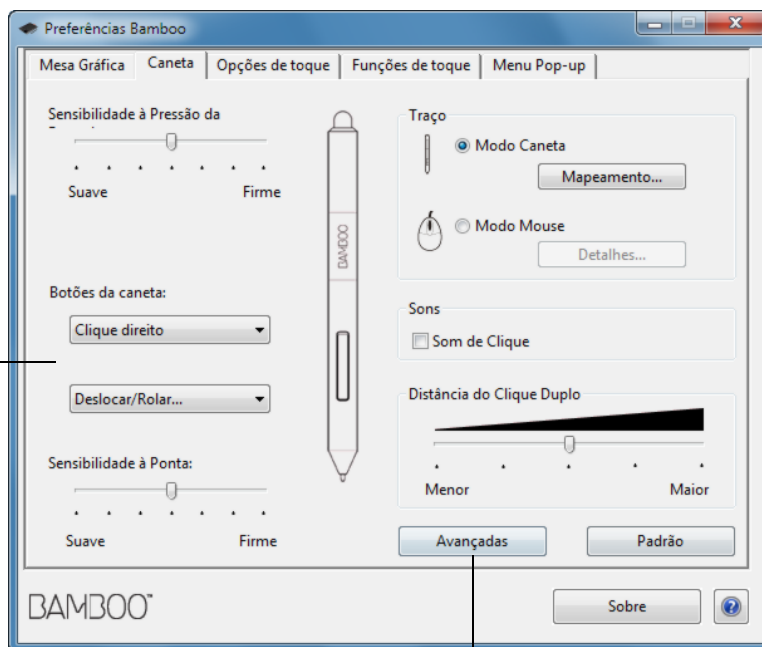 Preferências Bamboo
Mesa Gráfica
Caneta
Opções de toque
Funções de toque
Menu Pop-up
Sensibilidade à Pressão da
Suave
Firme
Botões da caneta:
Clique direito
Deslocar/Rolar...
Sensibilidade à Ponta:
Suave
Firme
BAMBOO
Traço
Modo Caneta
Mapeamento...
Modo Mouse
Detalhes...
Sons
Som de Clique
Distância do Clique Duplo
Menor
Maior
Avançadas
Padrão
BAMBOO™
Sobre
?